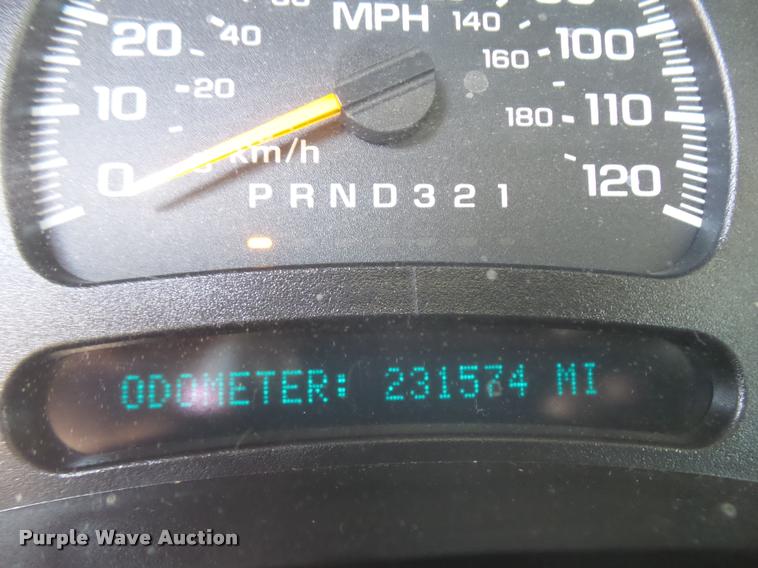 MPH 140
20 40 160 100
10 20 180 110
0 km/h 120
P R N D 3 2 1
ODOMETER: 231574 MI
Purple Wave Auction